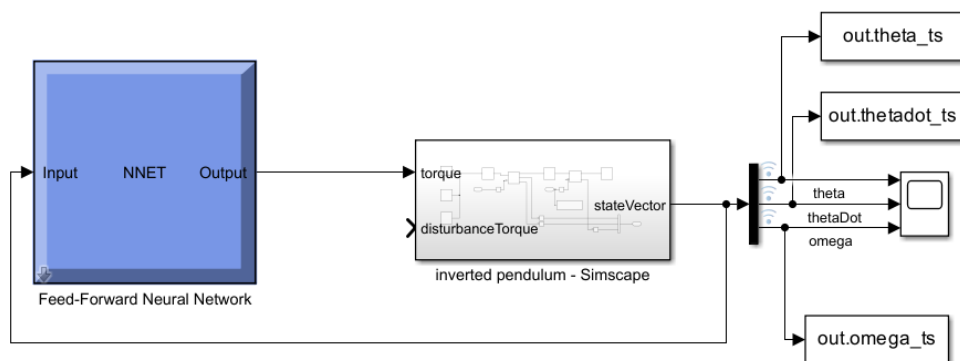 out.theta_ts
out.thetadot_ts
Input
NNET
Output
torque
stateVector
disturbanceTorque
theta
thetaDot
omega
inverted pendulum - Simscape
Feed-Forward Neural Network
out.omega_ts